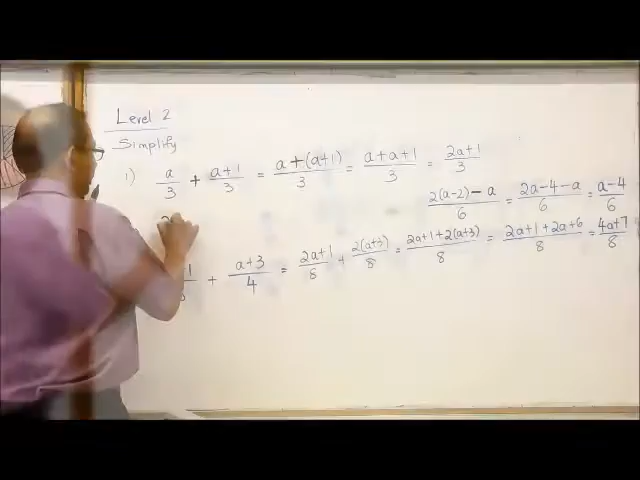 Level 2
Simplify
1) a/3 + a+1/3 = a+(a+1)/3 = a+a+1/3 = 2a+1/3
2(a-2)-a/6 = 2a-4-a/6 = a-4/6
+ a+3/4 = 2a+1/8 + 2(a+3)/8 = 2a+1+2(a+3)/8 = 2a+1+2a+6/8 = 4a+7/8